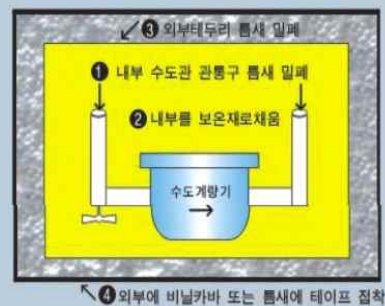 ❸ 외부테두리 틈새 밀폐
❶ 내부 수도관 관통구 틈새 밀폐
❷ 내부를 보온재로채움
수도계량기
❹ 외부에 비닐카바 또는 틈새에 테이프 접착